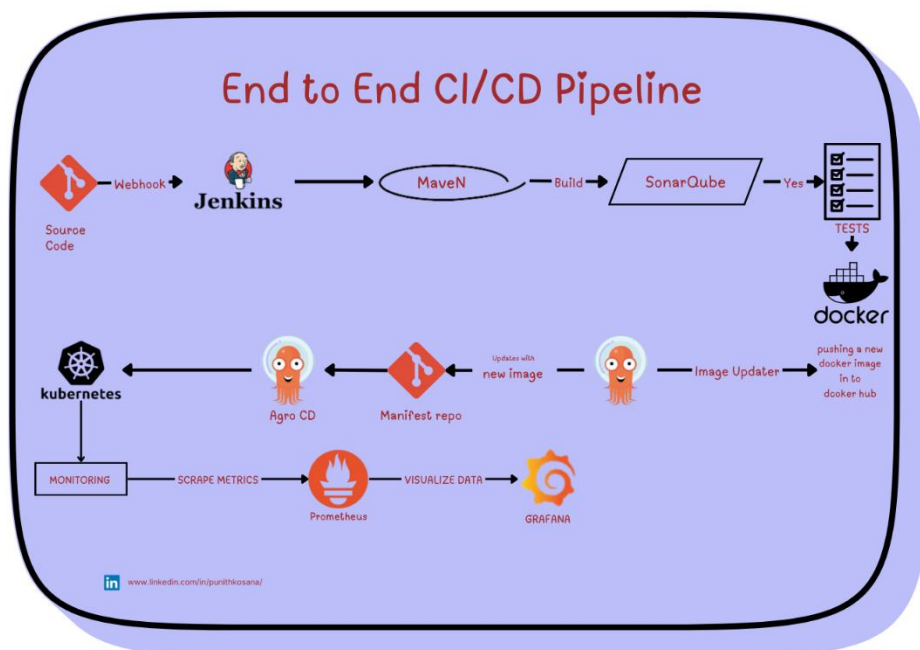 End to End CI/CD Pipeline
Webhook
Jenkins
MaveN
Build
SonarQube
Yes
Source
Code
TESTS
docker
pushing a new
docker image
in to
docker hub
Image Updater
Updates with
new image
Manifest repo
Agro CD
kubernetes
MONITORING
SCRAPE METRICS
Prometheus
VISUALIZE DATA
GRAFANA
in
www.linkedin.com/in/punithkosana/